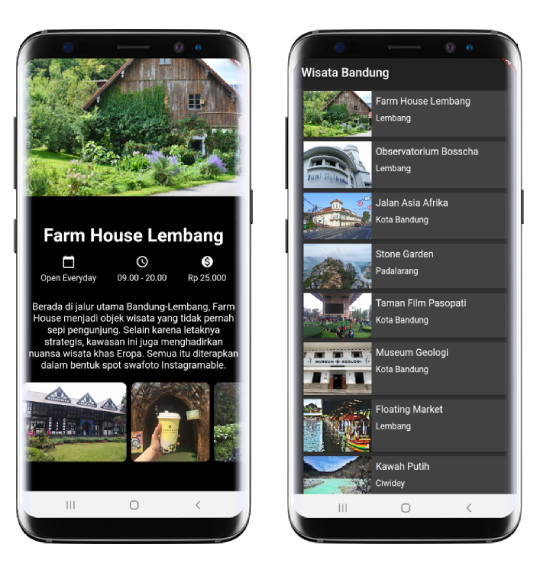 Farm House Lembang
Open Everyday
09.00 - 20.00
Rp 25.000
Berada di jalur utama Bandung-Lembang, Farm
House menjadi objek wisata yang tidak pernah
sepi pengunjung. Selain karena letaknya
strategis, kawasan ini juga menghadirkan
nuansa wisata khas Eropa. Semua itu diterapkan
dalam bentuk spot swafoto Instagramable.
Wisata Bandung
Farm House Lembang
Lembang
Observatorium Bosscha
Lembang
Jalan Asia Afrika
Kota Bandung
Stone Garden
Padalarang
Taman Film Pasopati
Kota Bandung
MUSEUM GEOLOGI
Museum Geologi
Kota Bandung
Floating Market
Lembang
Kawah Putih
Ciwidey